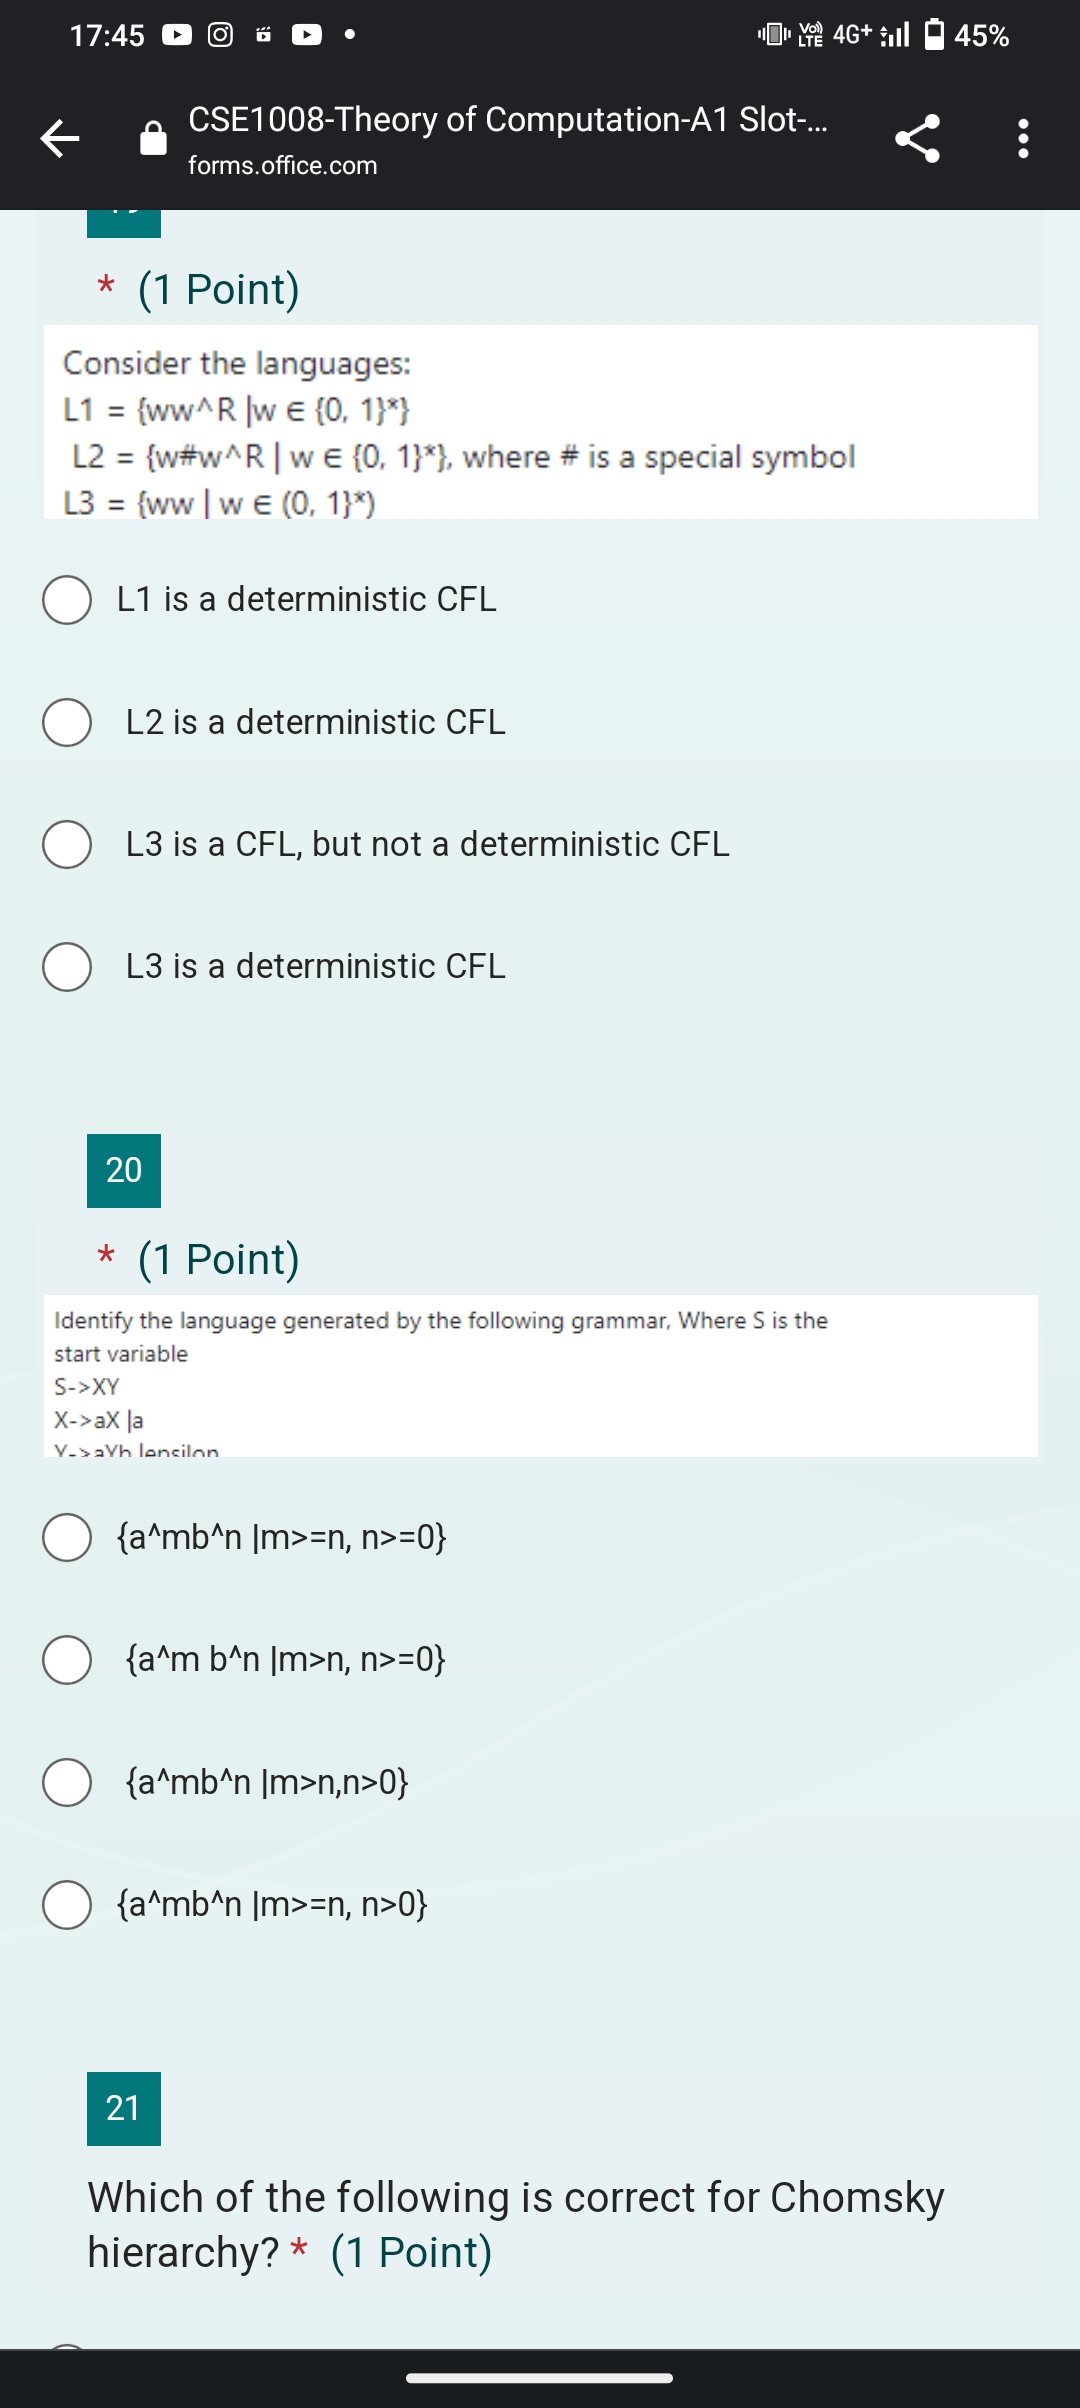 17:45 4G+ 45%
CSE1008-Theory of Computation-A1 Slot-...
forms.office.com
* (1 Point)
Consider the languages:
L1 = {ww^R |w ∈ {0, 1}*}
L2 = {w#w^R | w ∈ {0, 1}*}, where # is a special symbol
L3 = {ww | w ∈ (0, 1}*)
L1 is a deterministic CFL
L2 is a deterministic CFL
L3 is a CFL, but not a deterministic CFL
L3 is a deterministic CFL
20
* (1 Point)
Identify the language generated by the following grammar, Where S is the
start variable
S->XY
X->aX |a
Y->aYb |epsilon
{a^mb^n |m>=n, n>=0}
{a^m b^n |m>n, n>=0}
{a^mb^n |m>n,n>0}
{a^mb^n |m>=n, n>0}
21
Which of the following is correct for Chomsky
hierarchy? * (1 Point)